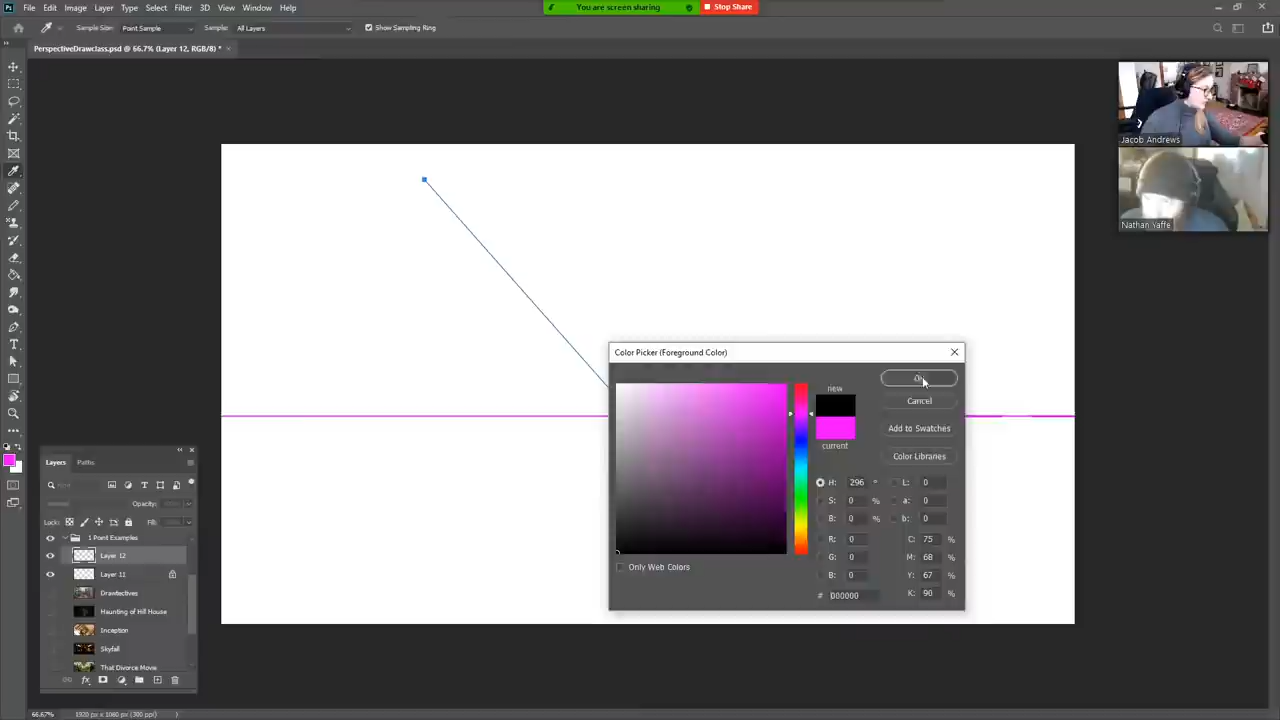 Ps File Edit Image Layer Type Select Filter 3D View Window Help
You are screen sharing Stop Share
Sample Size: Point Sample Sample: All Layers Show Sampling Ring
PerspectiveDrawclass.psd @ 66.7% (Layer 12, RGB/8) *
Jacob Andrews
Nathan Yaffe
Color Picker (Foreground Color)
new
current
Cancel
Add to Swatches
Color Libraries
H: 296 ° L: 0
S: 0 % a: 0
B: 0 % b: 0
R: 0 C: 75 %
G: 0 M: 68 %
B: 0 Y: 67 %
# 000000 K: 90 %
Only Web Colors
Layers Paths
Opacity:
Locks: Fill:
1 Point Examples
Layer 12
Layer 11
Drawtectives
Haunting of Hill House
Inception
Skyfall
That Divorce Movie
66.67% 1920 px x 1080 px (300 ppi)